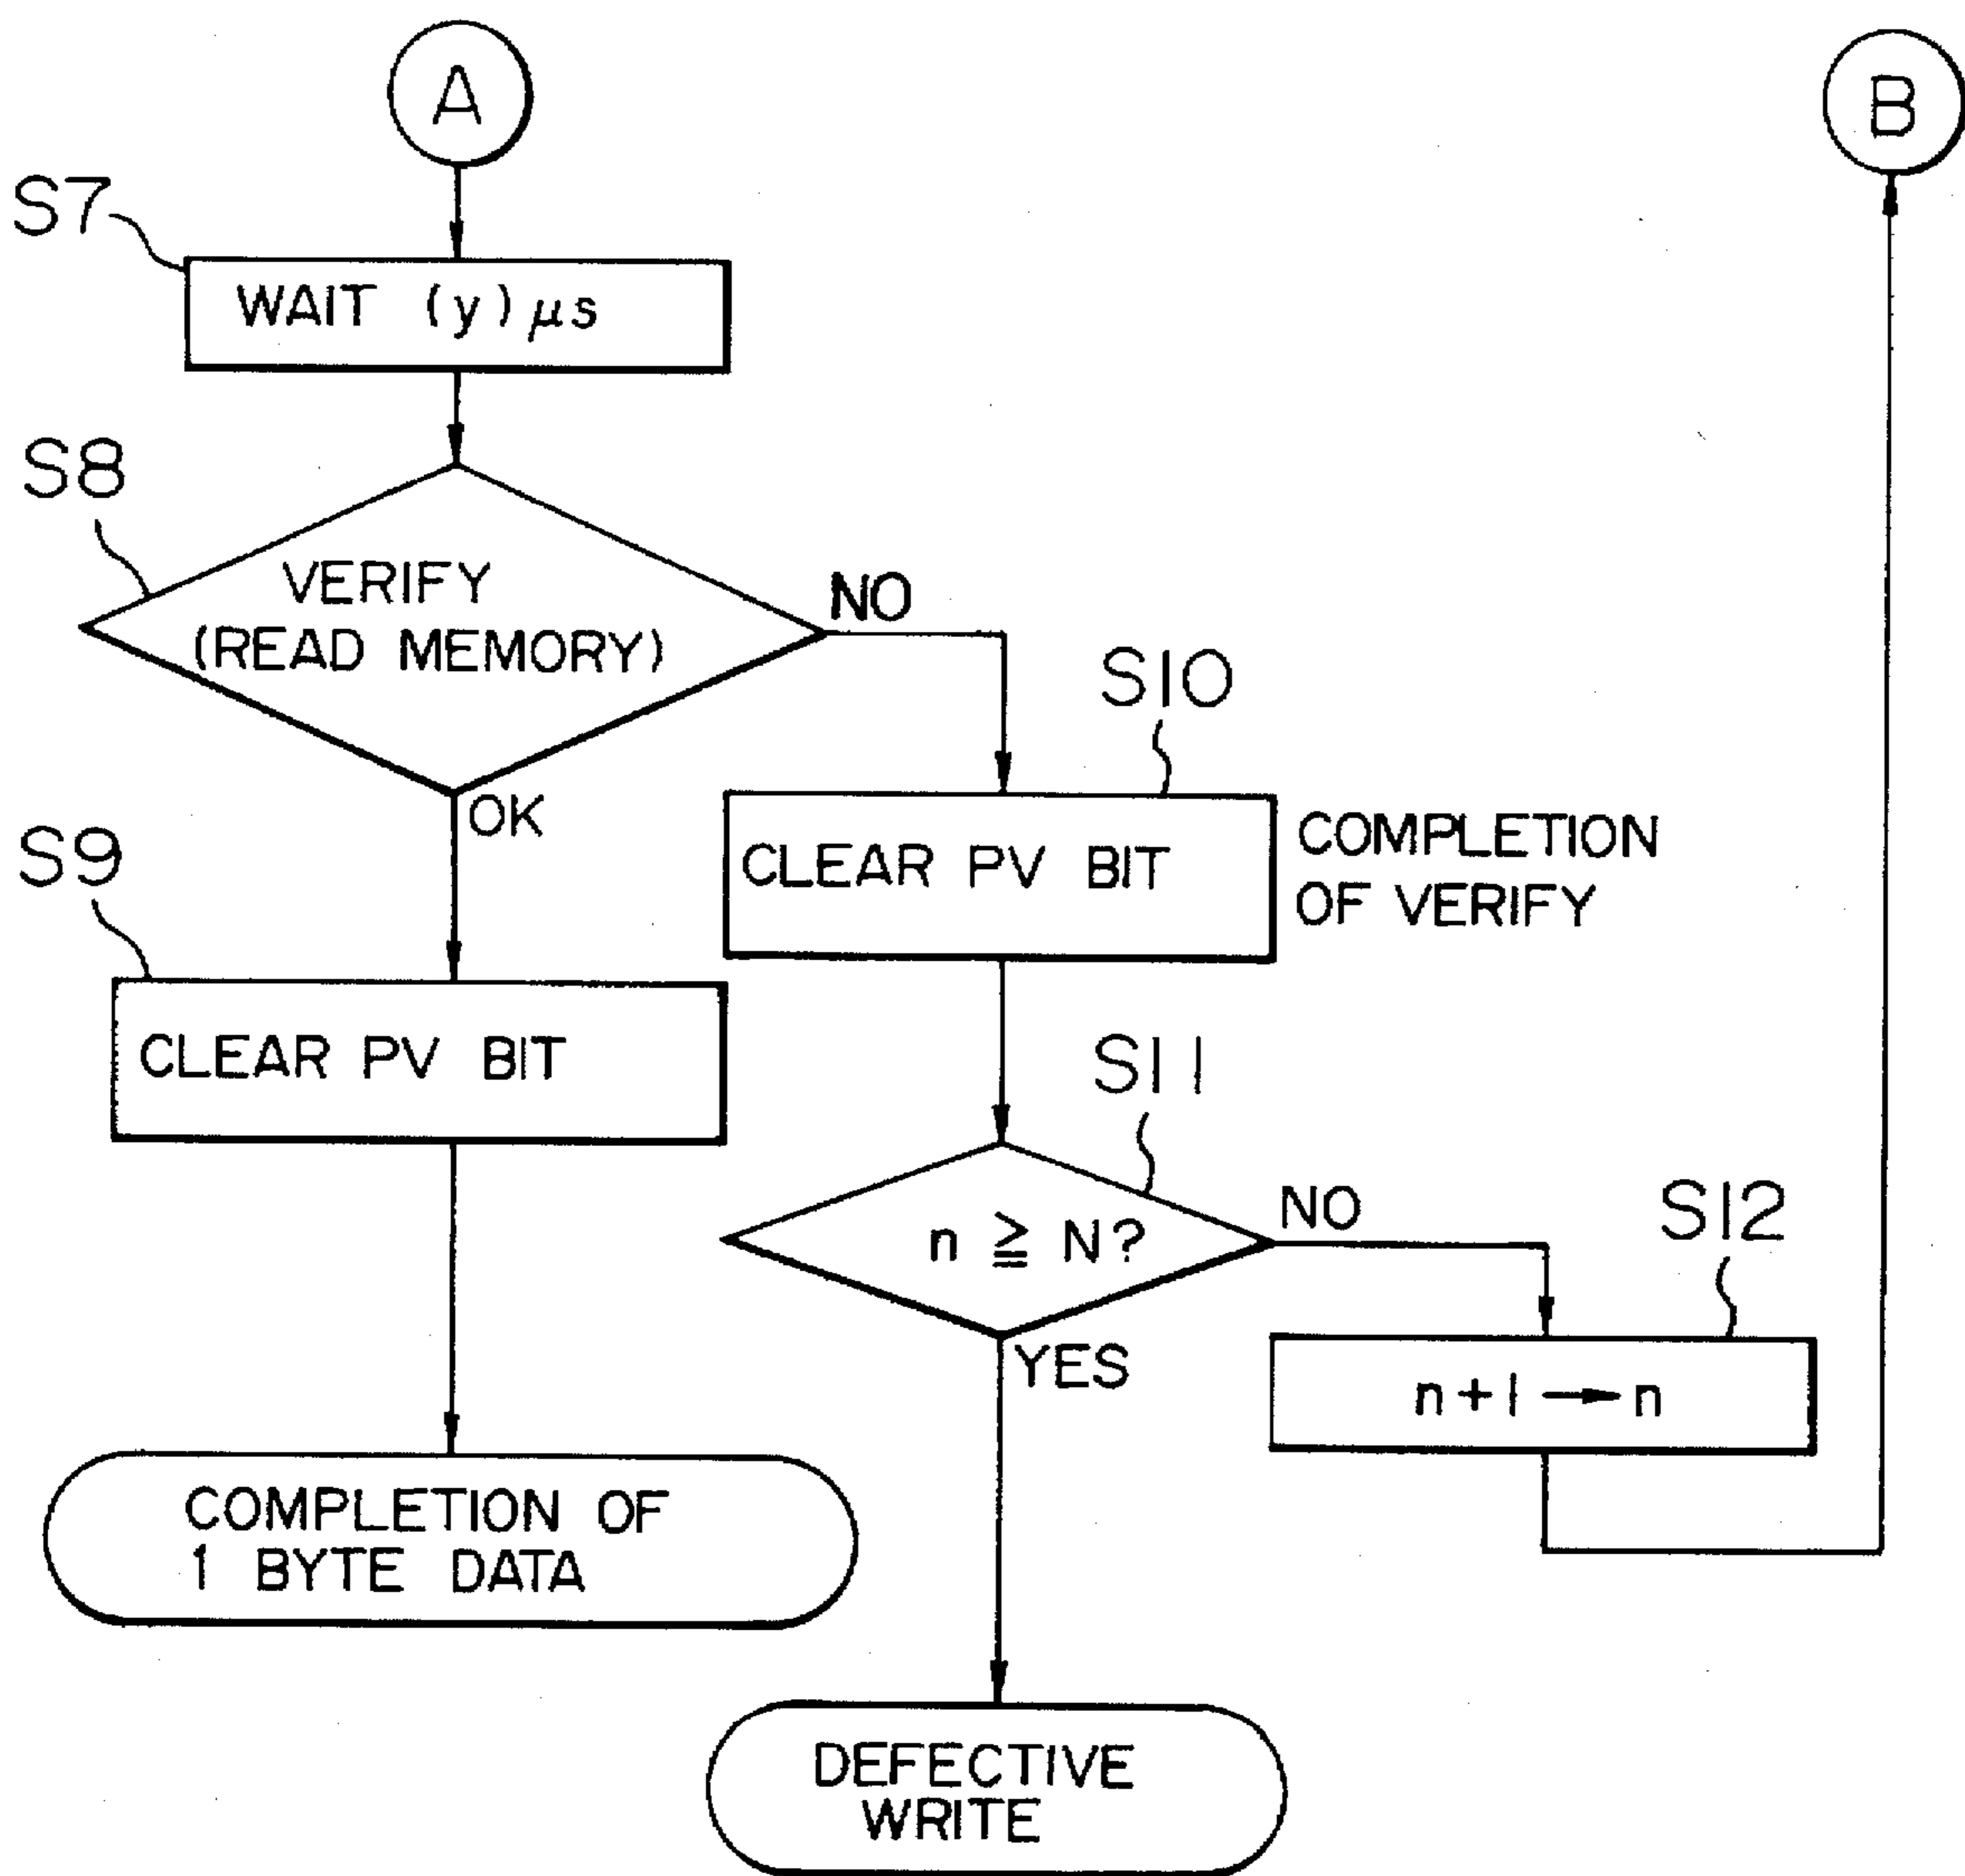 A
B
S7
WAIT (y) μs
S8
VERIFY
(READ MEMORY)
NO
OK
S10
CLEAR PV BIT
COMPLETION
OF VERIFY
S9
CLEAR PV BIT
S11
n ≧ N?
NO
YES
S12
n+1 → n
COMPLETION OF
1 BYTE DATA
DEFECTIVE
WRITE